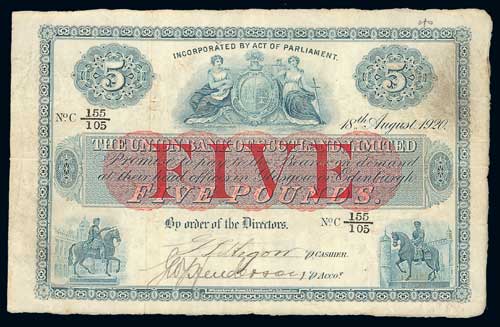 INCORPORATED BY ACT OF PARLIAMENT.
5 5
No C 155/105
18th August 1920.
THE UNION BANK OF SCOTLAND LIMITED
Promise to pay to the Bearer on demand
FIVE
at their head offices in Glasgow or Edinburgh
FIVE POUNDS.
By order of the Directors.
No C 155/105
P CASHIER.
P ACCOT.